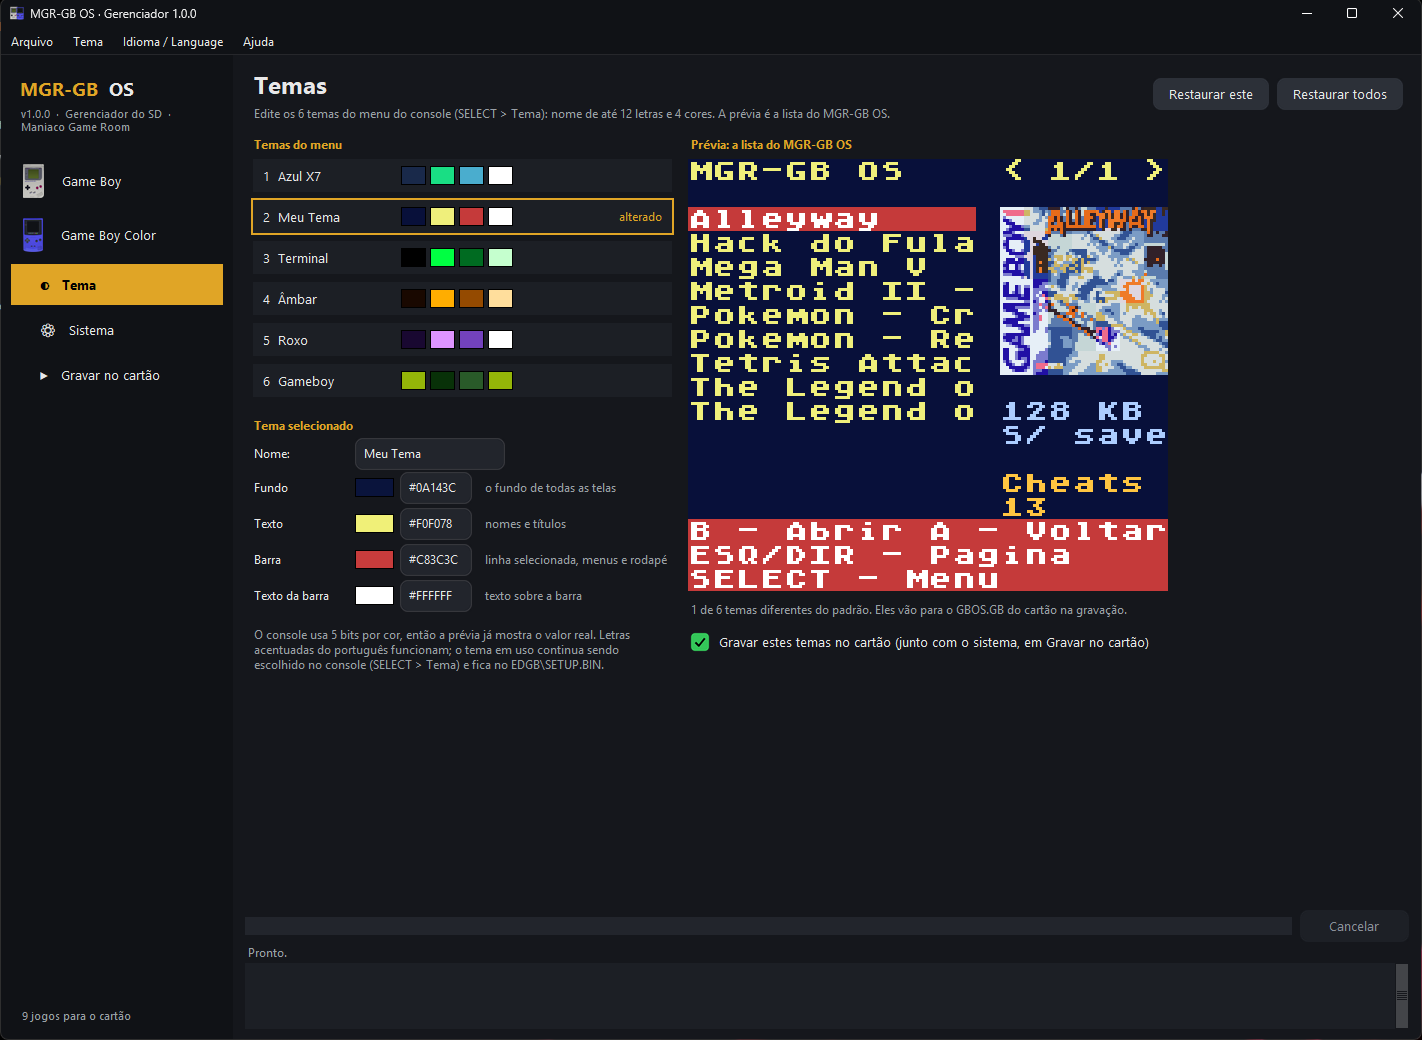 MGR-GB OS · Gerenciador 1.0.0
Arquivo Tema Idioma / Language Ajuda
MGR-GB OS
v1.0.0 · Gerenciador do SD ·
Maniaco Game Room
Game Boy
Game Boy Color
Tema
Sistema
Gravar no cartão
9 jogos para o cartão
Temas
Edite os 6 temas do menu do console (SELECT > Tema): nome de até 12 letras e 4 cores. A prévia é a lista do MGR-GB OS.
Restaurar este
Restaurar todos
Temas do menu
1 Azul X7
2 Meu Tema alterado
3 Terminal
4 Âmbar
5 Roxo
6 Gameboy
Tema selecionado
Nome: Meu Tema
Fundo #0A143C o fundo de todas as telas
Texto #F0F078 nomes e títulos
Barra #C83C3C linha selecionada, menus e rodapé
Texto da barra #FFFFFF texto sobre a barra
O console usa 5 bits por cor, então a prévia já mostra o valor real. Letras
acentuadas do português funcionam; o tema em uso continua sendo
escolhido no console (SELECT > Tema) e fica no EDGB\SETUP.BIN.
Prévia: a lista do MGR-GB OS
MGR-GB OS < 1/1 >
Alleyway
Hack do Fula
Mega Man V
Metroid II -
Pokemon - Cr
Pokemon - Re
Tetris Attac
The Legend o
The Legend o
ALLEYWAY
GAME BOY
128 KB
S/ save
Cheats
13
B - Abrir A - Voltar
ESQ/DIR - Pagina
SELECT - Menu
1 de 6 temas diferentes do padrão. Eles vão para o GBOS.GB do cartão na gravação.
Gravar estes temas no cartão (junto com o sistema, em Gravar no cartão)
Cancelar
Pronto.